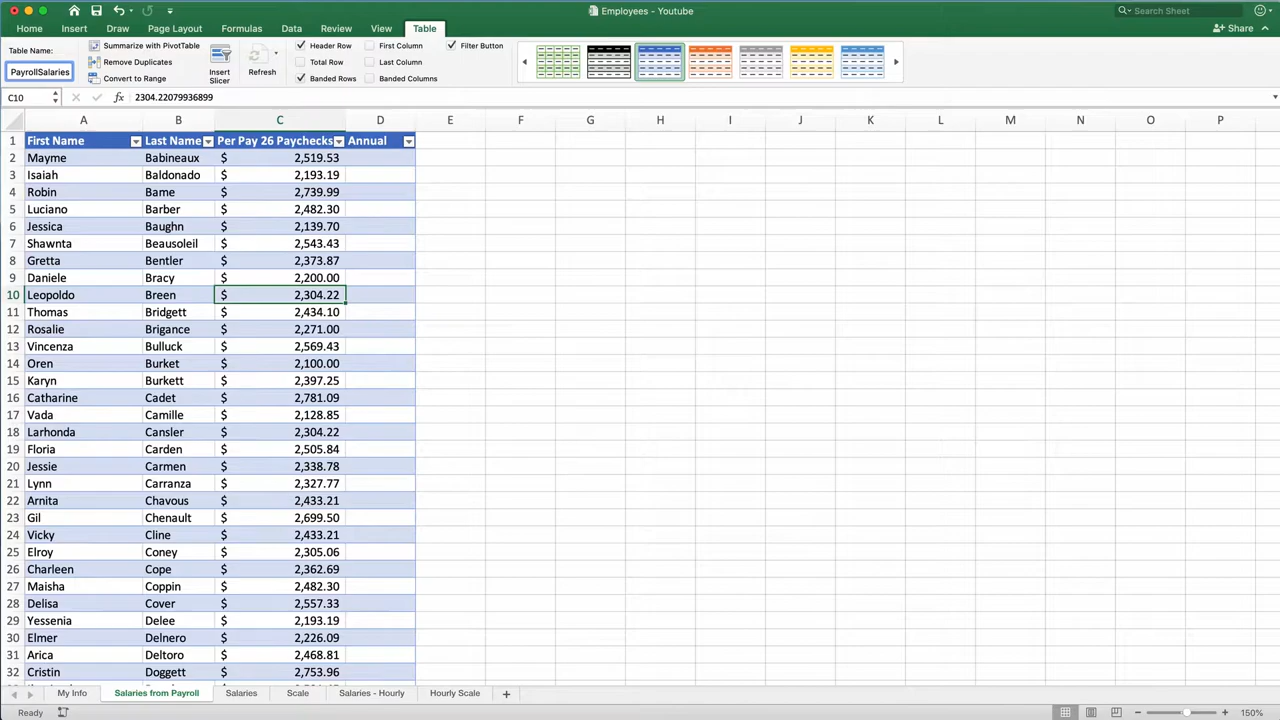 Employees - Youtube
Search Sheet
Home Insert Draw Page Layout Formulas Data Review View Table
Share
Table Name:
PayrollSalaries
Summarize with PivotTable
Remove Duplicates
Convert to Range
Insert
Slicer
Refresh
Header Row First Column Filter Button
Total Row Last Column
Banded Rows Banded Columns
C10 fx 2304.22079936899
A B C D E F G H I J K L M N O P
1 First Name Last Name Per Pay 26 Paychecks Annual
2 Mayme Babineaux $ 2,519.53
3 Isaiah Baldonado $ 2,193.19
4 Robin Bame $ 2,739.99
5 Luciano Barber $ 2,482.30
6 Jessica Baughn $ 2,139.70
7 Shawnta Beausoleil $ 2,543.43
8 Gretta Bentler $ 2,373.87
9 Daniele Bracy $ 2,200.00
10 Leopoldo Breen $ 2,304.22
11 Thomas Bridgett $ 2,434.10
12 Rosalie Brigance $ 2,271.00
13 Vincenza Bulluck $ 2,569.43
14 Oren Burket $ 2,100.00
15 Karyn Burkett $ 2,397.25
16 Catharine Cadet $ 2,781.09
17 Vada Camille $ 2,128.85
18 Larhonda Cansler $ 2,304.22
19 Floria Carden $ 2,505.84
20 Jessie Carmen $ 2,338.78
21 Lynn Carranza $ 2,327.77
22 Arnita Chavous $ 2,433.21
23 Gil Chenault $ 2,699.50
24 Vicky Cline $ 2,433.21
25 Elroy Coney $ 2,305.06
26 Charleen Cope $ 2,362.69
27 Maisha Coppin $ 2,482.30
28 Delisa Cover $ 2,557.33
29 Yessenia Delee $ 2,193.19
30 Elmer Delnero $ 2,226.09
31 Arica Deltoro $ 2,468.81
32 Cristin Doggett $ 2,753.96
My Info Salaries from Payroll Salaries Scale Salaries - Hourly Hourly Scale +
Ready
150%